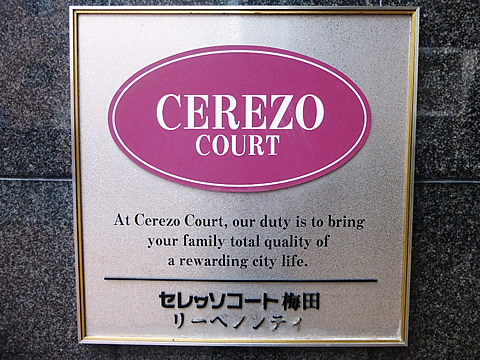 CEREZO
COURT
At Cerezo Court, our duty is to bring
your family total quality of
a rewarding city life.
セレッソコート梅田
リーベノンティ